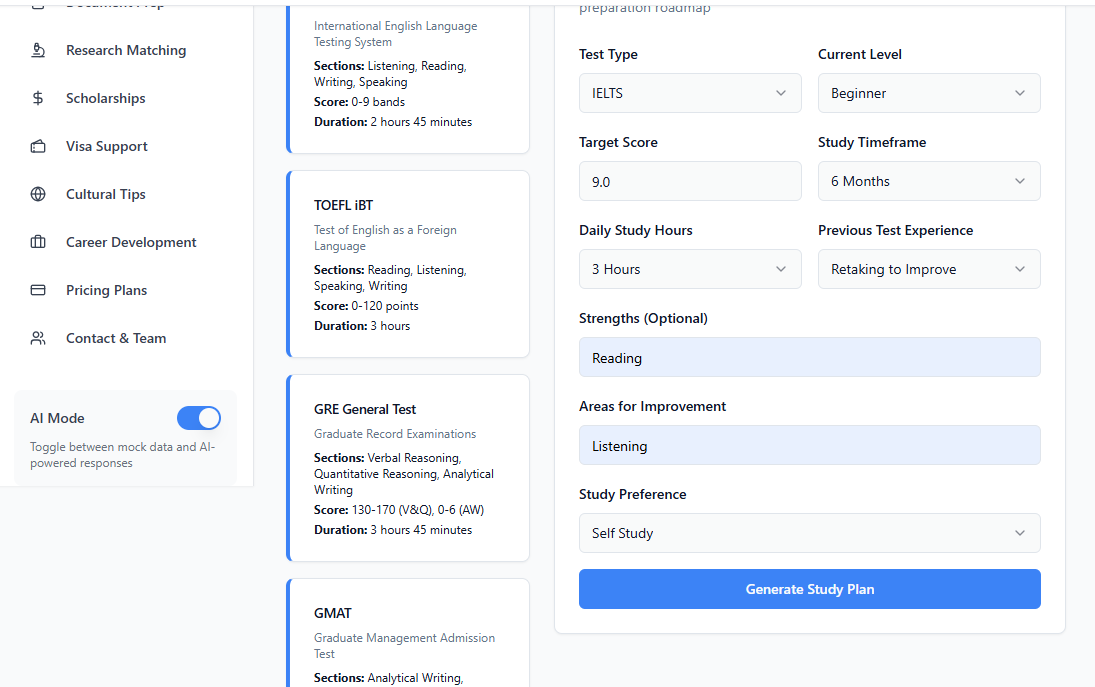 Document Prep
Research Matching
Scholarships
Visa Support
Cultural Tips
Career Development
Pricing Plans
Contact & Team
AI Mode
Toggle between mock data and AI-
powered responses
International English Language
Testing System
Sections: Listening, Reading,
Writing, Speaking
Score: 0-9 bands
Duration: 2 hours 45 minutes
TOEFL iBT
Test of English as a Foreign
Language
Sections: Reading, Listening,
Speaking, Writing
Score: 0-120 points
Duration: 3 hours
GRE General Test
Graduate Record Examinations
Sections: Verbal Reasoning,
Quantitative Reasoning, Analytical
Writing
Score: 130-170 (V&Q), 0-6 (AW)
Duration: 3 hours 45 minutes
GMAT
Graduate Management Admission
Test
Sections: Analytical Writing,
preparation roadmap
Test Type
Current Level
IELTS
Beginner
Target Score
Study Timeframe
9.0
6 Months
Daily Study Hours
Previous Test Experience
3 Hours
Retaking to Improve
Strengths (Optional)
Reading
Areas for Improvement
Listening
Study Preference
Self Study
Generate Study Plan